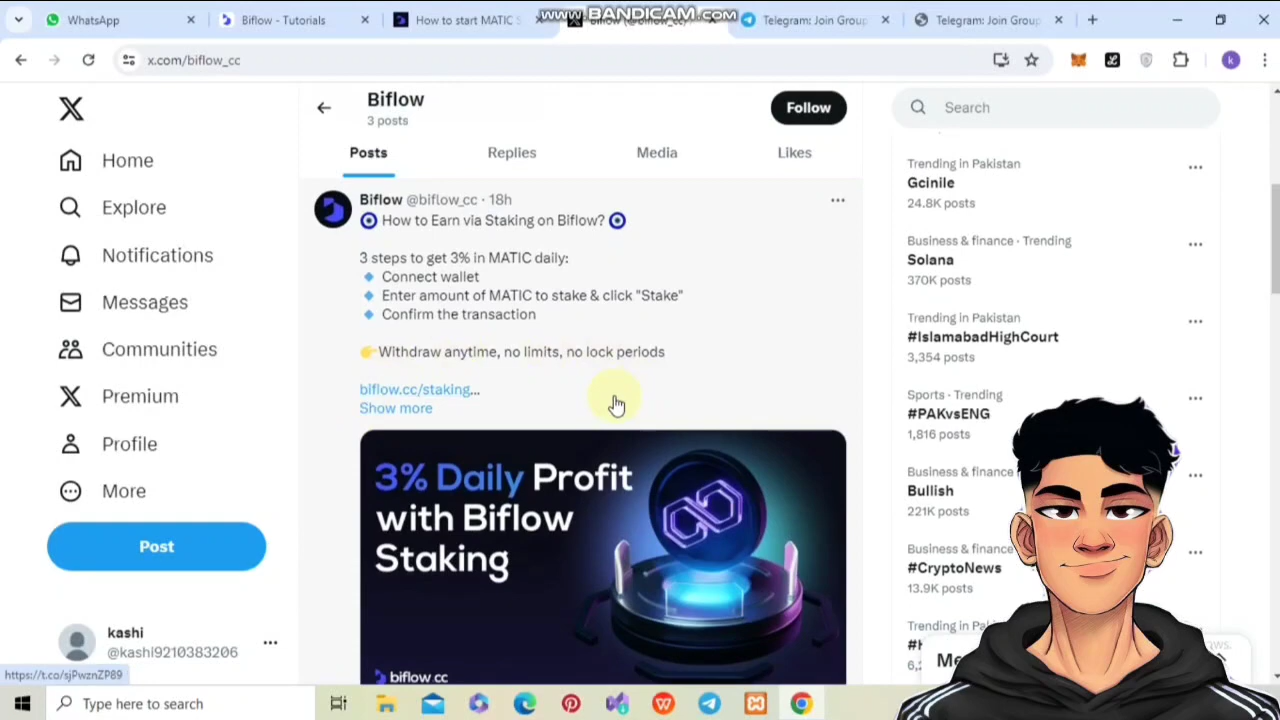 WhatsApp
Biflow - Tutorials
How to start MATIC S
Biflow (@biflow_cc) /
Telegram: Join Group
Telegram: Join Group
www.BANDICAM.com
x.com/biflow_cc
k
Biflow
3 posts
Follow
Search
Posts
Replies
Media
Likes
Home
Explore
Notifications
Messages
Communities
Premium
Profile
More
Post
kashi
@kashi9210383206
Biflow @biflow_cc · 18h
How to Earn via Staking on Biflow?
3 steps to get 3% in MATIC daily:
Connect wallet
Enter amount of MATIC to stake & click "Stake"
Confirm the transaction
Withdraw anytime, no limits, no lock periods
biflow.cc/staking...
Show more
3% Daily Profit
with Biflow
Staking
biflow cc
Trending in Pakistan
Gcinile
24.8K posts
Business & finance · Trending
Solana
370K posts
Trending in Pakistan
#IslamabadHighCourt
3,354 posts
Sports · Trending
#PAKvsENG
1,816 posts
Business & finance
Bullish
221K posts
Business & finance
#CryptoNews
13.9K posts
Trending in Pak
https://t.co/sjPwznZP89
Type here to search